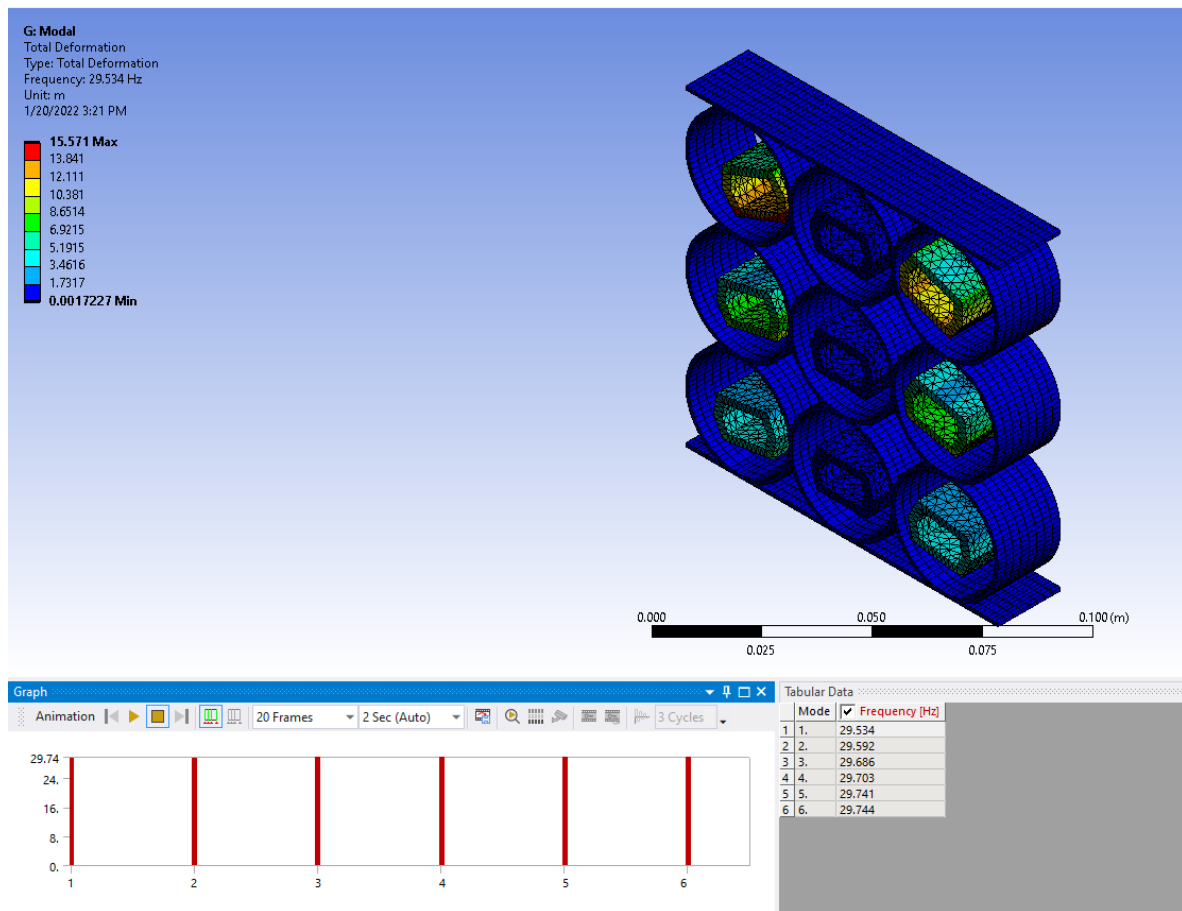 G: Modal
Total Deformation
Type: Total Deformation
Frequency: 29.534 Hz
Unit: m
1/20/2022 3:21 PM
15.571 Max
13.841
12.111
10.381
8.6514
6.9215
5.1915
3.4616
1.7317
0.0017227 Min
0.000 0.050 0.100 (m)
0.025 0.075
Graph
Animation 20 Frames 2 Sec (Auto) 3 Cycles
29.74
24.
16.
8.
0.
1 2 3 4 5 6
Tabular Data
Mode Frequency [Hz]
1 1. 29.534
2 2. 29.592
3 3. 29.686
4 4. 29.703
5 5. 29.741
6 6. 29.744